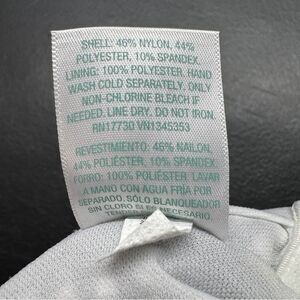 SHELL: 46% NYLON, 44%
POLYESTER, 10% SPANDEX.
LINING: 100% POLYESTER. HAND
WASH COLD SEPARATELY. ONLY
NON-CHLORINE BLEACH IF
NEEDED. LINE DRY. DO NOT IRON.
RN17730 VN1345353
REVESTIMIENTO: 46% NAILON,
44% POLIÉSTER, 10% SPANDEX.
FORRO: 100% POLIÉSTER. LAVAR
A MANO CON AGUA FRÍA POR
SEPARADO. SÓLO BLANQUEADOR
SIN CLORO SI ES NECESARIO.
TENDER